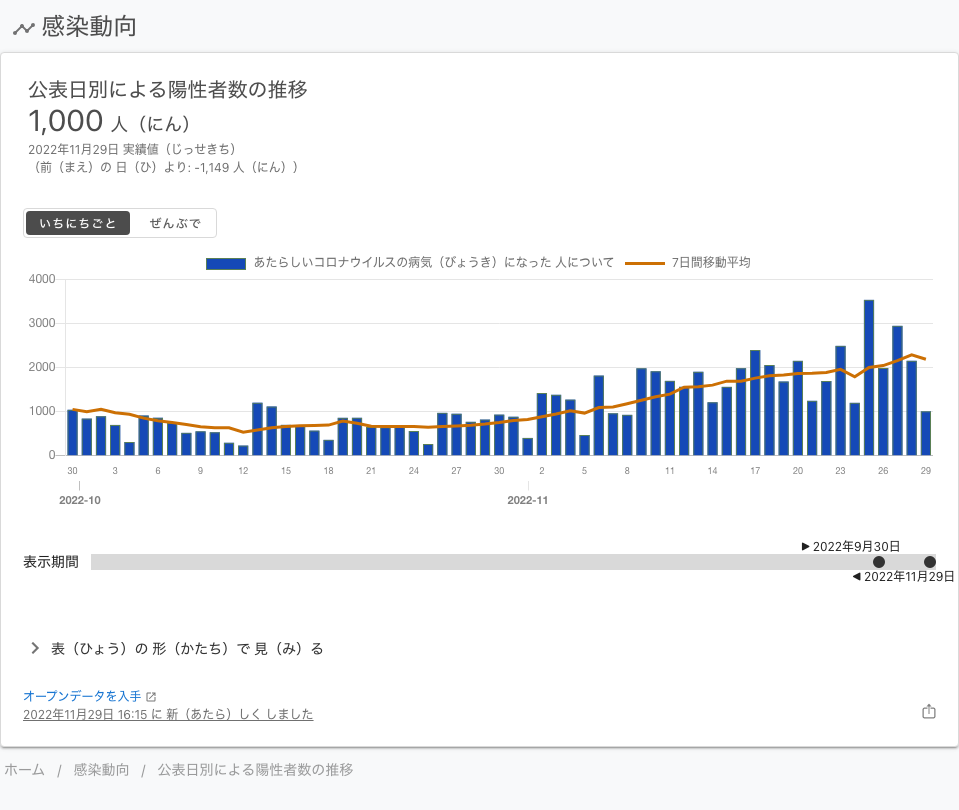 感染動向
公表日別による陽性者数の推移
1,000 人（にん）
2022年11月29日 実績値（じっせきち）
（前（まえ）の 日（ひ）より: -1,149 人（にん））
いちにちごと ぜんぶで
あたらしいコロナウイルスの病気（びょうき）になった 人について 7日間移動平均
4000
3000
2000
1000
0
30 3 6 9 12 15 18 21 24 27 30 2 5 8 11 14 17 20 23 26 29
2022-10 2022-11
▶ 2022年9月30日
表示期間
◀ 2022年11月29日
表（ひょう）の 形（かたち）で 見（み）る
オープンデータを入手
2022年11月29日 16:15 に 新（あたら）しく しました
ホーム / 感染動向 / 公表日別による陽性者数の推移